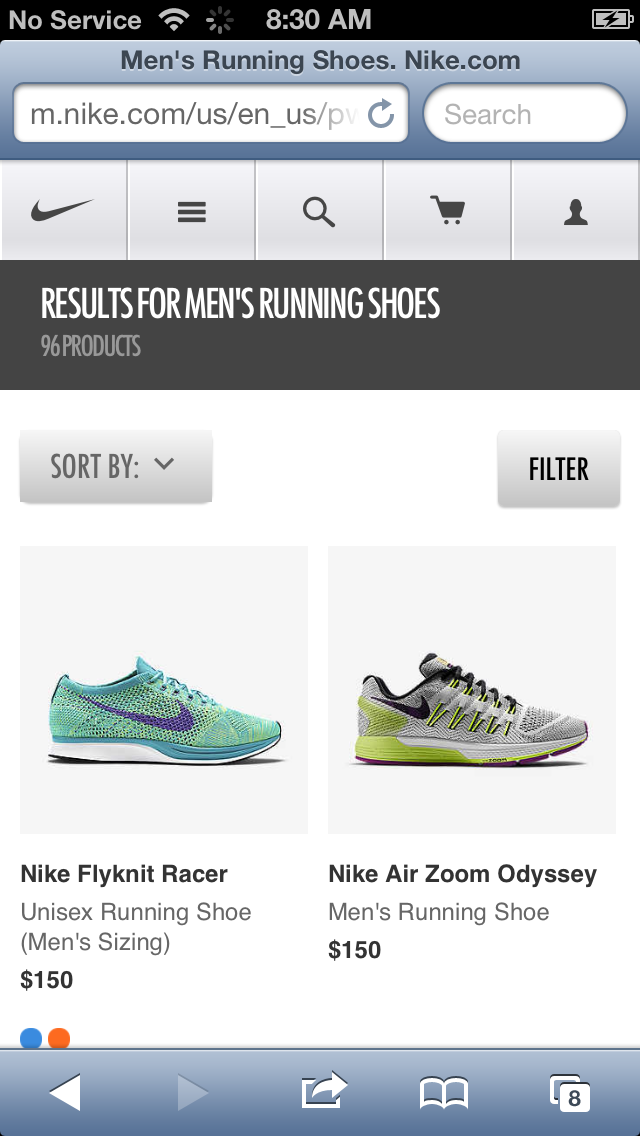 No Service 8:30 AM
Men's Running Shoes. Nike.com
m.nike.com/us/en_us/pw Search
RESULTS FOR MEN'S RUNNING SHOES
96 PRODUCTS
SORT BY: FILTER
Nike Flyknit Racer
Unisex Running Shoe
(Men's Sizing)
$150
Nike Air Zoom Odyssey
Men's Running Shoe
$150
8